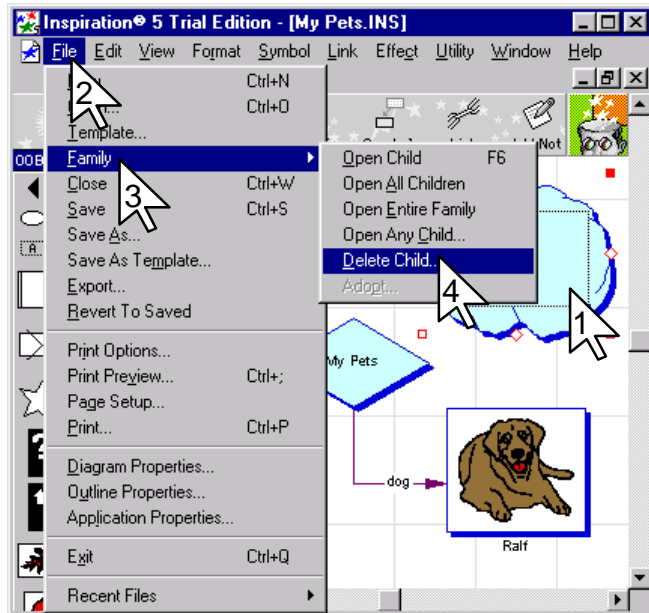 Inspiration® 5 Trial Edition - [My Pets.INS]
File Edit View Format Symbol Link Effect Utility Window Help
Ctrl+N
2
Ctrl+O
Template...
Family
Open Child F6
Not
3
Close Ctrl+W
Open All Children
Save Ctrl+S
Open Entire Family
Save As...
Open Any Child...
Save As Template...
Delete Child...
4
Export...
Adopt...
1
Revert To Saved
Print Options...
My Pets
Print Preview... Ctrl+;
Page Setup...
Print... Ctrl+P
Diagram Properties...
dog
Outline Properties...
Application Properties...
Ralf
Exit Ctrl+Q
Recent Files